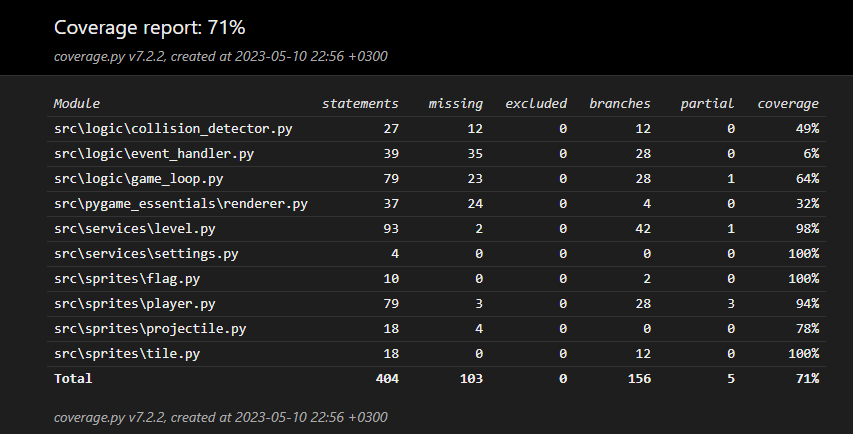 Coverage report: 71%
coverage.py v7.2.2, created at 2023-05-10 22:56 +0300
Module statements missing excluded branches partial coverage
src\logic\collision_detector.py 27 12 0 12 0 49%
src\logic\event_handler.py 39 35 0 28 0 6%
src\logic\game_loop.py 79 23 0 28 1 64%
src\pygame_essentials\renderer.py 37 24 0 4 0 32%
src\services\level.py 93 2 0 42 1 98%
src\services\settings.py 4 0 0 0 0 100%
src\sprites\flag.py 10 0 0 2 0 100%
src\sprites\player.py 79 3 0 28 3 94%
src\sprites\projectile.py 18 4 0 0 0 78%
src\sprites\tile.py 18 0 0 12 0 100%
Total 404 103 0 156 5 71%
coverage.py v7.2.2, created at 2023-05-10 22:56 +0300